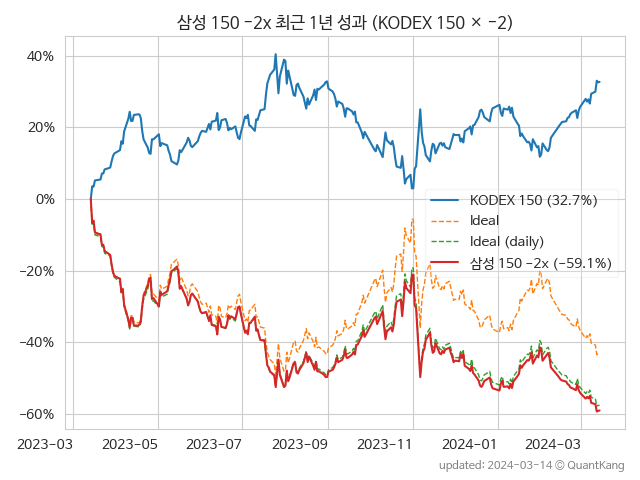 삼성 150 −2x 최근 1년 성과 (KODEX 150 × −2)
40%
20%
0%
−20%
−40%
−60%
KODEX 150 (32.7%)
Ideal
Ideal (daily)
삼성 150 −2x (−59.1%)
2023-03 2023-05 2023-07 2023-09 2023-11 2024-01 2024-03
updated: 2024-03-14 © QuantKang